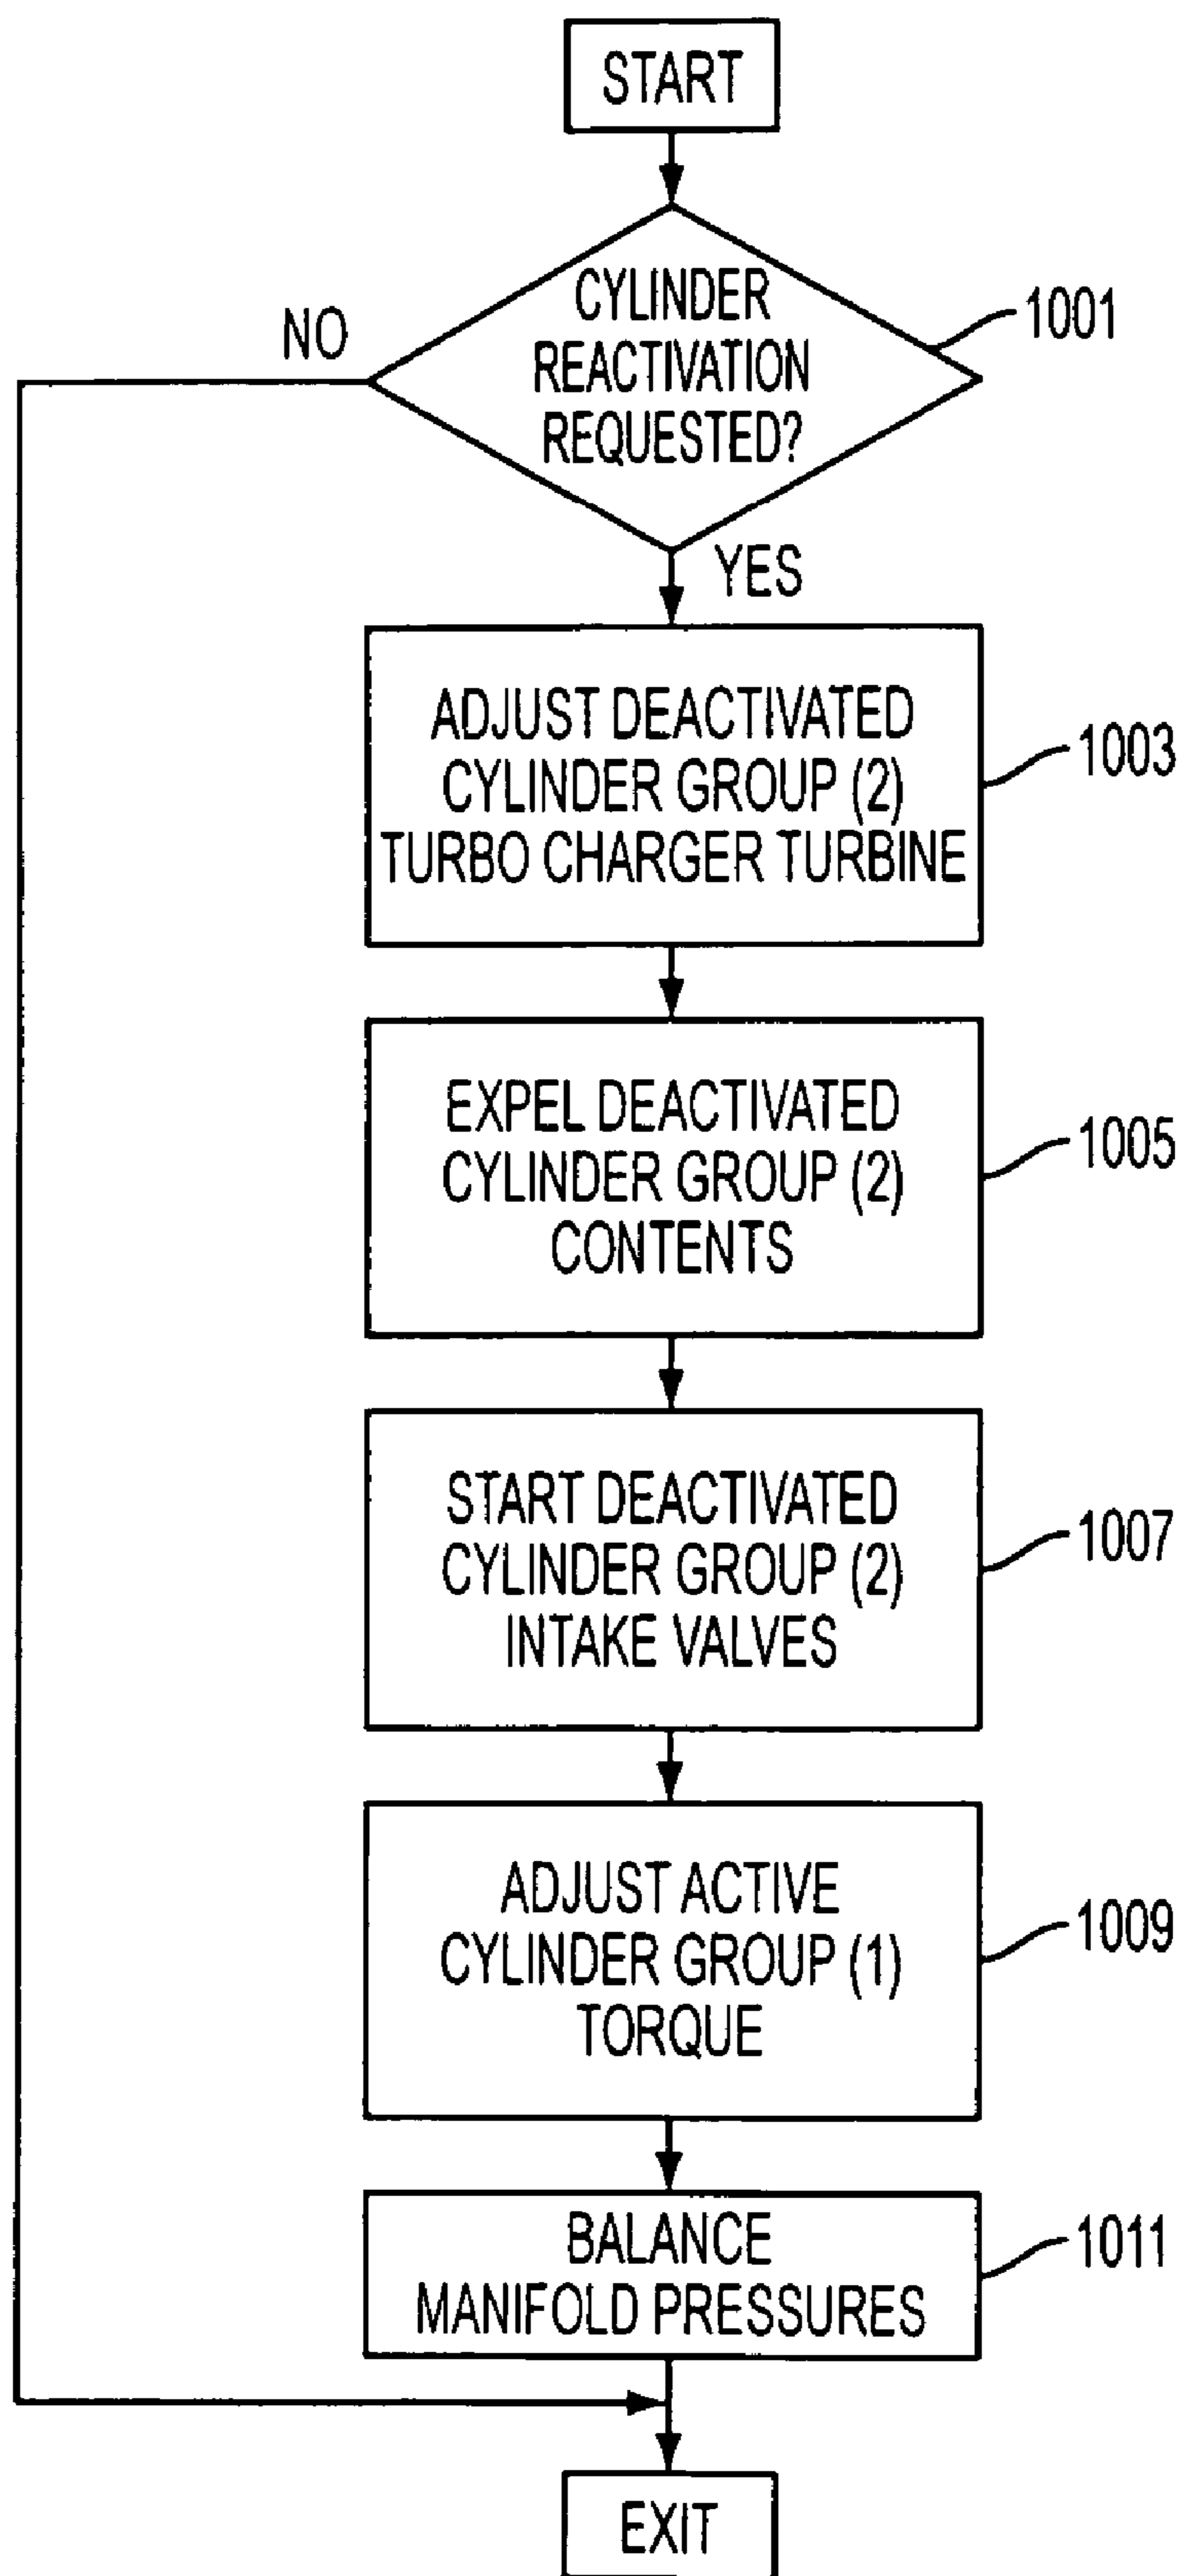 START
CYLINDER
REACTIVATION
REQUESTED?
1001
NO
YES
ADJUST DEACTIVATED
CYLINDER GROUP (2)
TURBO CHARGER TURBINE
1003
EXPEL DEACTIVATED
CYLINDER GROUP (2)
CONTENTS
1005
START DEACTIVATED
CYLINDER GROUP (2)
INTAKE VALVES
1007
ADJUST ACTIVE
CYLINDER GROUP (1)
TORQUE
1009
BALANCE
MANIFOLD PRESSURES
1011
EXIT